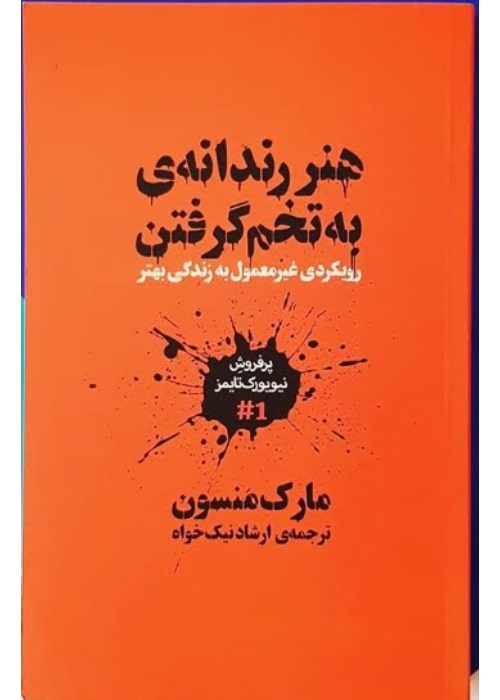 هنر رندانه‌ی
به تخم گرفتن
رویکردی غیرمعمول به زندگی بهتر
پرفروش
نیویورک تایمز
#1
مارک منسون
ترجمه‌ی ارشاد نیک‌خواه